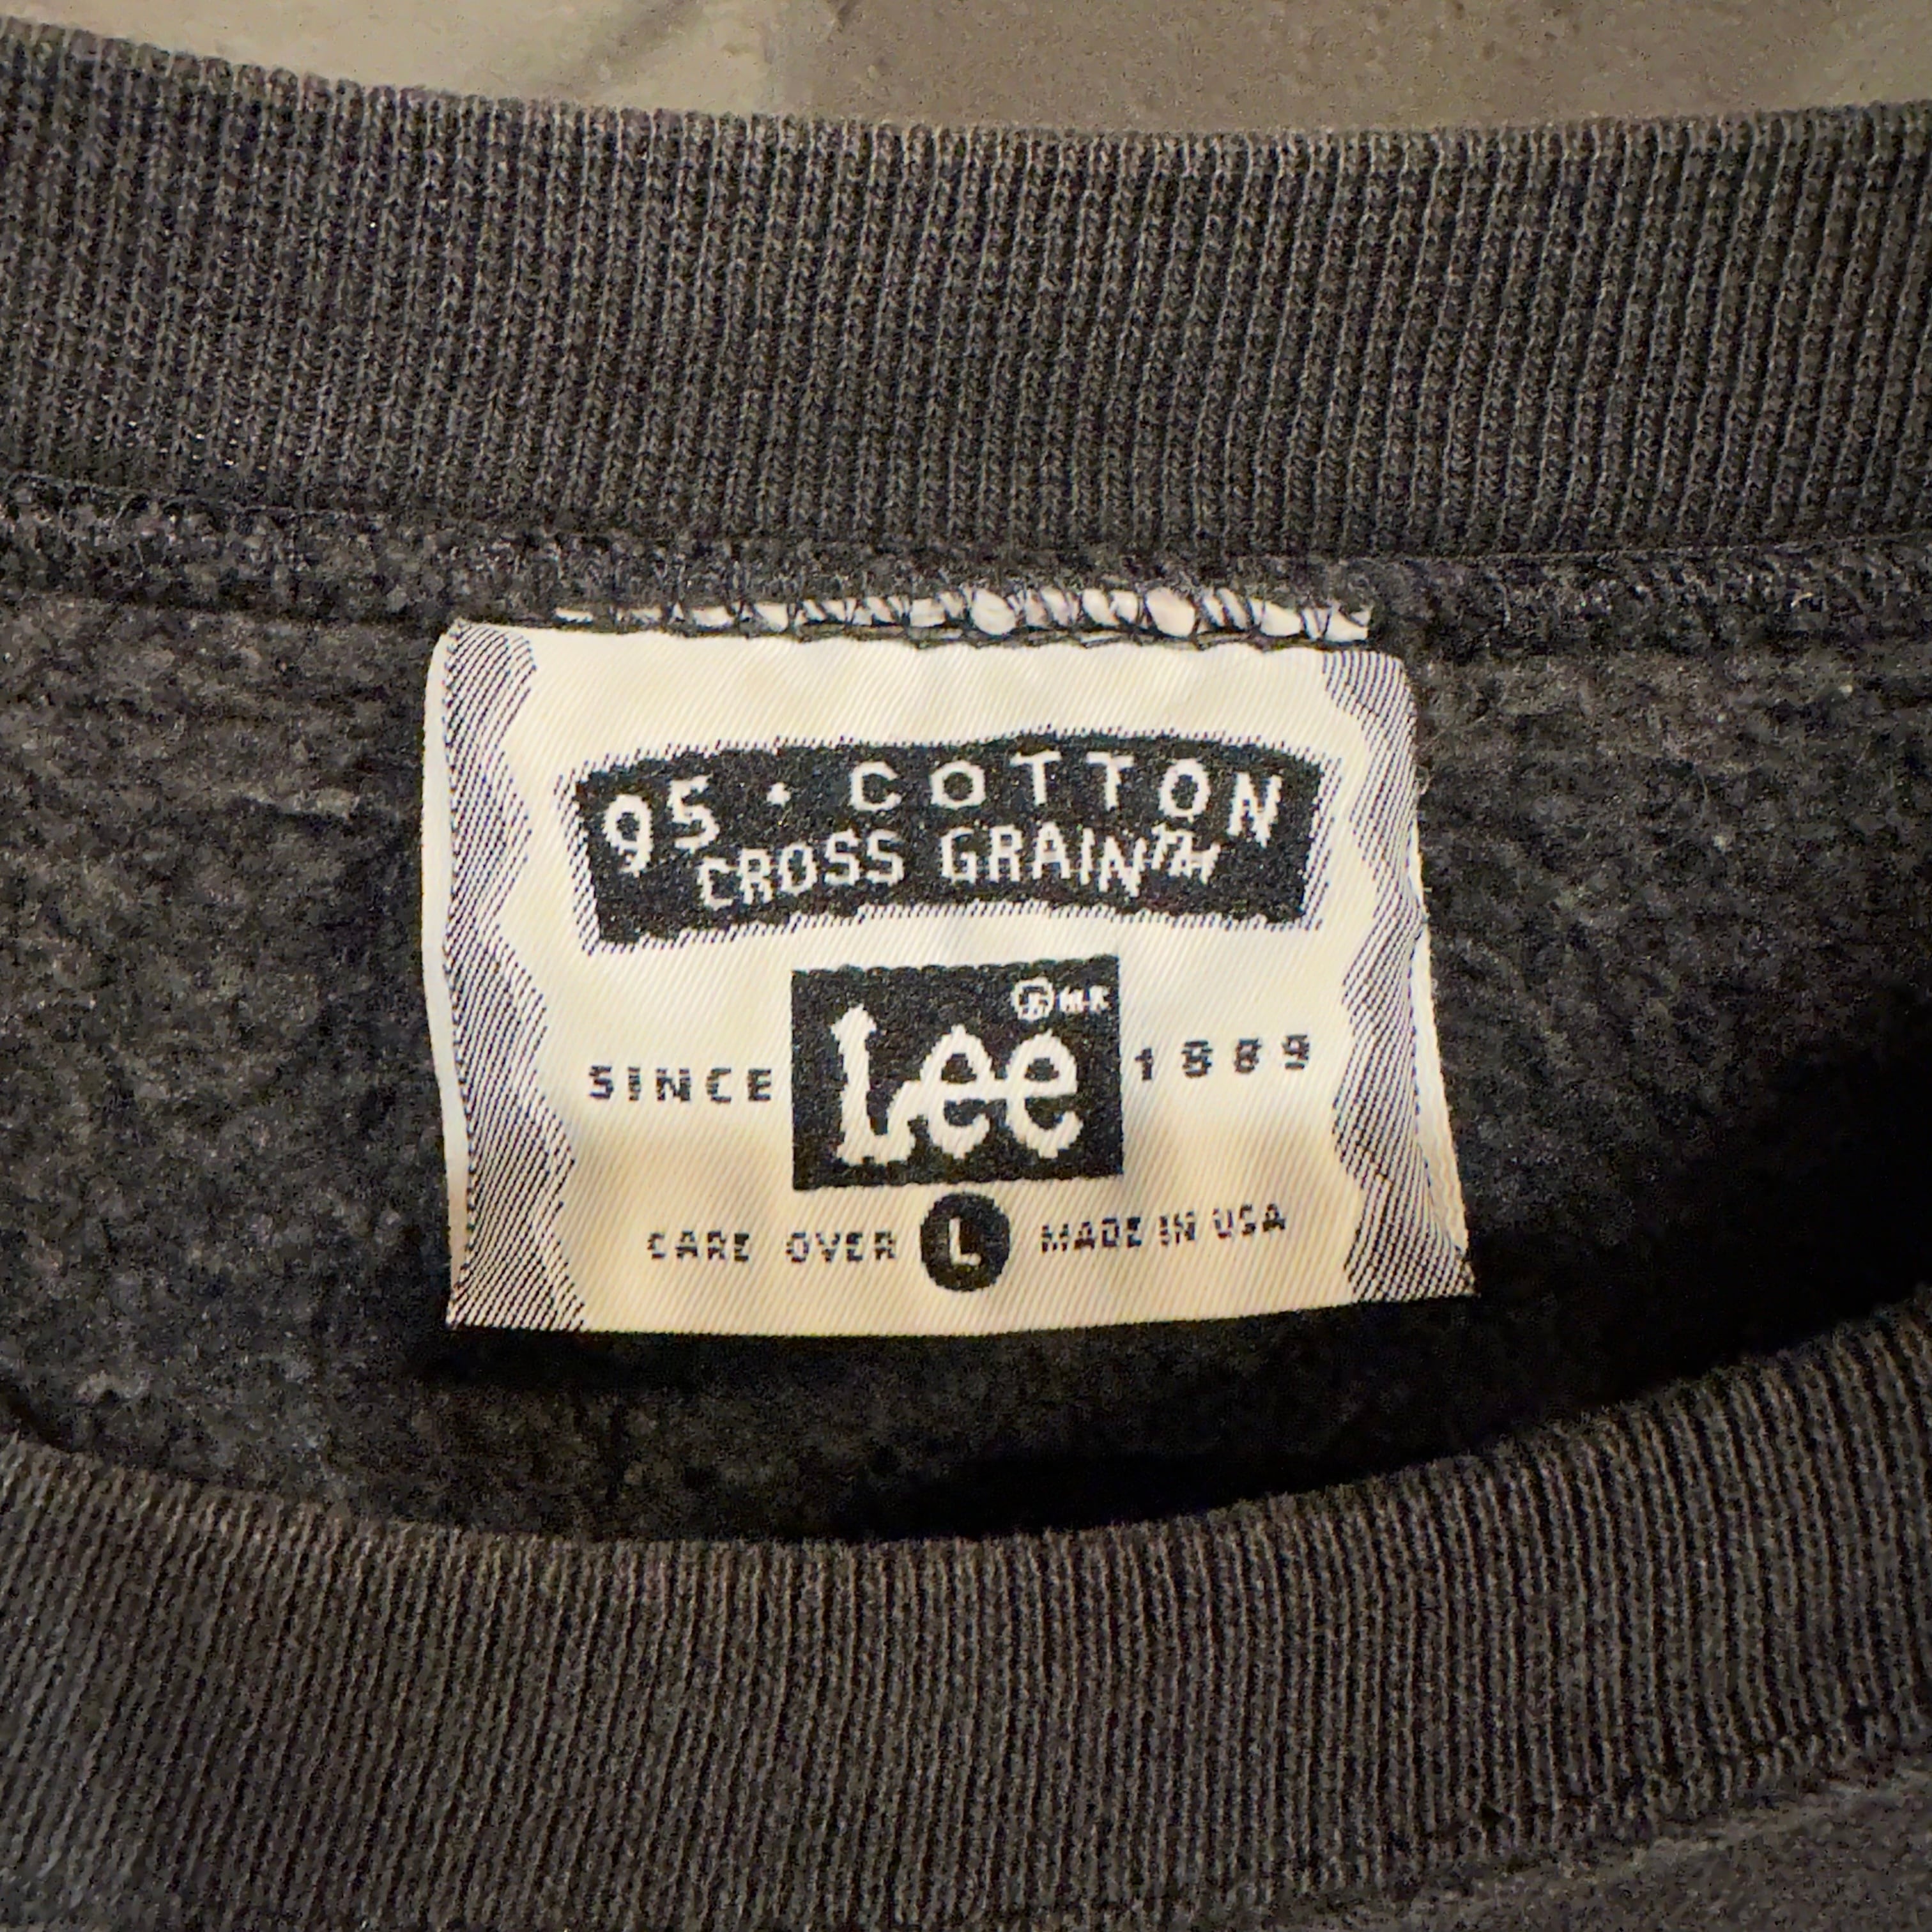 95 • COTTON
CROSS GRAIN™
® MR
SINCE Lee 1889
CARE OVER L MADE IN USA